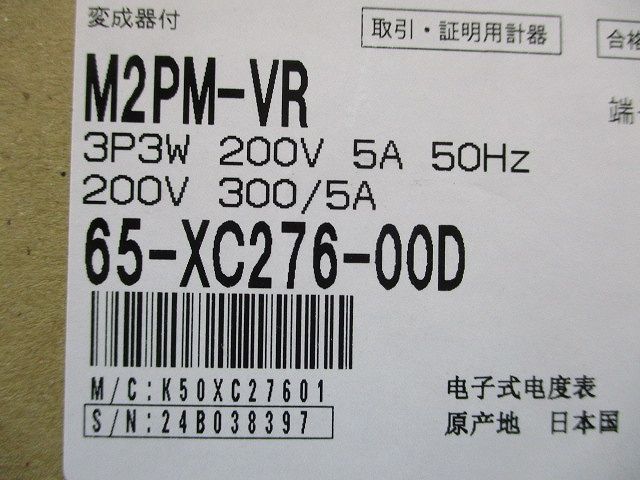 変成器付
取引・証明用計器
合格
端
M2PM-VR
3P3W 200V 5A 50Hz
200V 300/5A
65-XC276-00D
M/C:K50XC27601
S/N:24B038397
电子式电度表
原产地 日本国